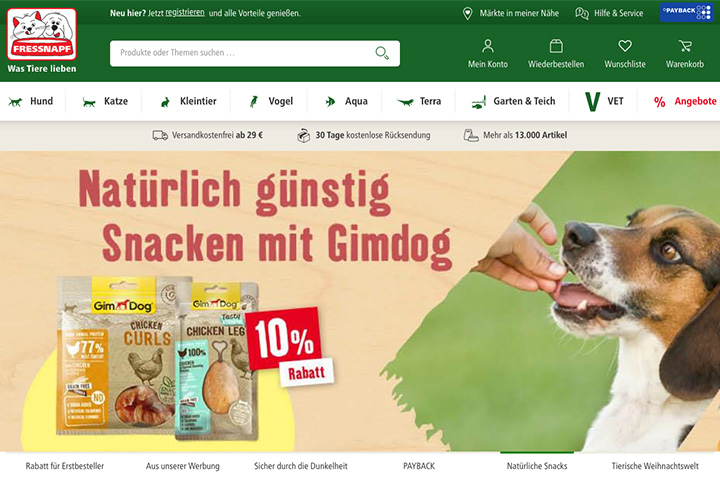 Neu hier? Jetzt registrieren und alle Vorteile genießen.
Märkte in meiner Nähe
Hilfe & Service
PAYBACK
FRESSNAPF
Was Tiere lieben
Produkte oder Themen suchen ...
Mein Konto
Wiederbestellen
Wunschliste
Warenkorb
Hund
Katze
Kleintier
Vogel
Aqua
Terra
Garten & Teich
V VET
% Angebote
Versandkostenfrei ab 29 €
30 Tage kostenlose Rücksendung
Mehr als 13.000 Artikel
Natürlich günstig
Snacken mit Gimdog
GimDog
CHICKEN
CURLS
77%
GRAIN FREE
NO
GimDog
Tasty
CHICKEN LEG
100%
10%
Rabatt
Rabatt für Erstbesteller
Aus unserer Werbung
Sicher durch die Dunkelheit
PAYBACK
Natürliche Snacks
Tierische Weihnachtswelt